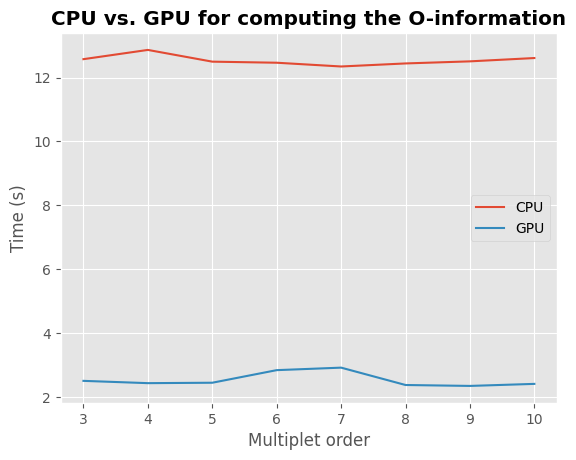 CPU vs. GPU for computing the O-information
Time (s)
12
10
8
6
4
2
CPU
GPU
3 4 5 6 7 8 9 10
Multiplet order